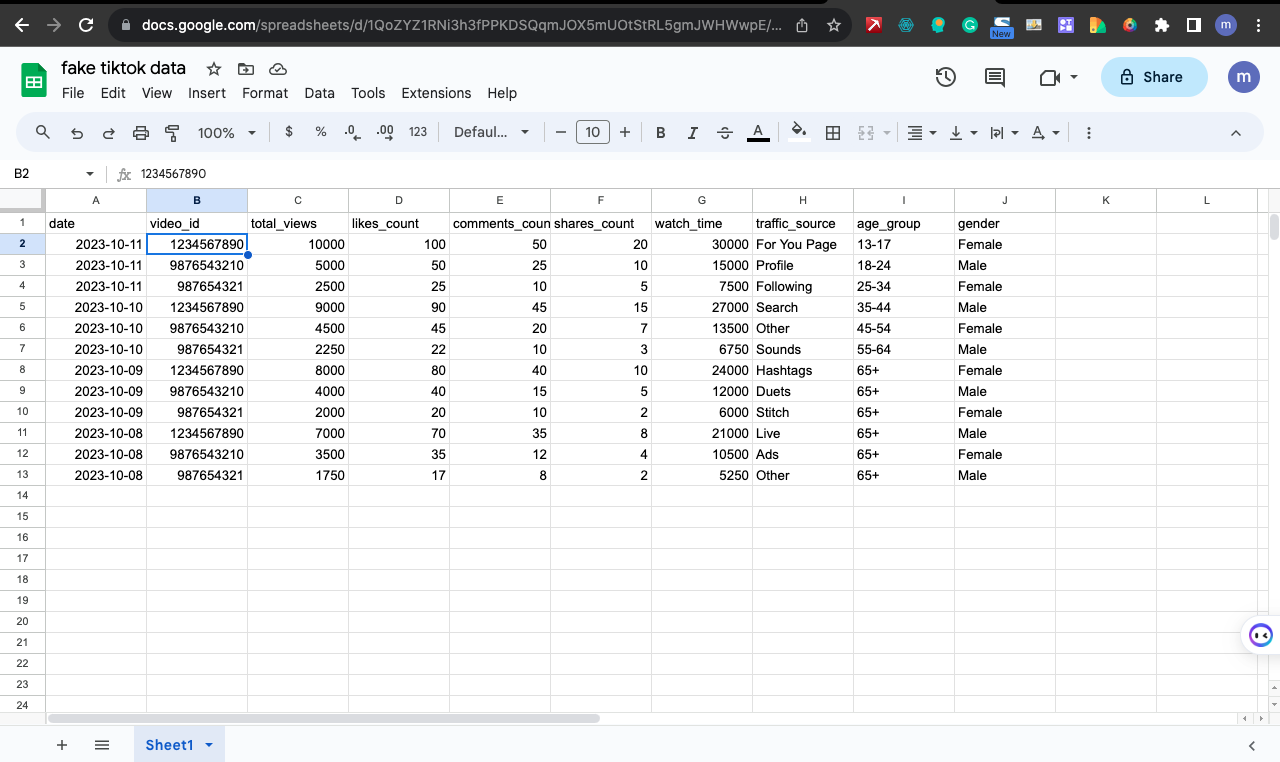 docs.google.com/spreadsheets/d/1QoZYZ1RNi3h3fPPKDSQqmJOX5mUOtStRL5gmJWHWwpE/...
New
m
fake tiktok data
File Edit View Insert Format Data Tools Extensions Help
Share
m
100% $ % .0 .00 123 Defaul... − 10 + B I S A
B2 fx 1234567890
A B C D E F G H I J K L
1 date video_id total_views likes_count comments_coun shares_count watch_time traffic_source age_group gender
2 2023-10-11 1234567890 10000 100 50 20 30000 For You Page 13-17 Female
3 2023-10-11 9876543210 5000 50 25 10 15000 Profile 18-24 Male
4 2023-10-11 987654321 2500 25 10 5 7500 Following 25-34 Female
5 2023-10-10 1234567890 9000 90 45 15 27000 Search 35-44 Male
6 2023-10-10 9876543210 4500 45 20 7 13500 Other 45-54 Female
7 2023-10-10 987654321 2250 22 10 3 6750 Sounds 55-64 Male
8 2023-10-09 1234567890 8000 80 40 10 24000 Hashtags 65+ Female
9 2023-10-09 9876543210 4000 40 15 5 12000 Duets 65+ Male
10 2023-10-09 987654321 2000 20 10 2 6000 Stitch 65+ Female
11 2023-10-08 1234567890 7000 70 35 8 21000 Live 65+ Male
12 2023-10-08 9876543210 3500 35 12 4 10500 Ads 65+ Female
13 2023-10-08 987654321 1750 17 8 2 5250 Other 65+ Male
14
15
16
17
18
19
20
21
22
23
24
Sheet1